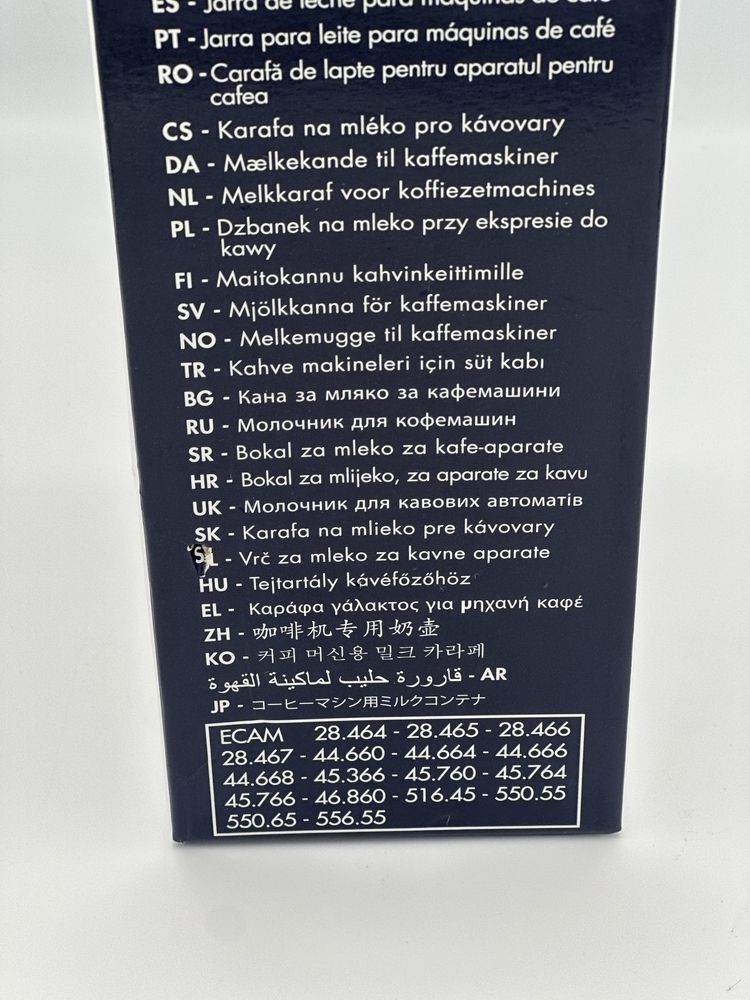 ES - Jarra de leche para máquinas de café
PT - Jarra para leite para máquinas de café
RO - Carafă de lapte pentru aparatul pentru
cafea
CS - Karafa na mléko pro kávovary
DA - Mælkekande til kaffemaskiner
NL - Melkkaraf voor koffiezetmachines
PL - Dzbanek na mleko przy ekspresie do
kawy
FI - Maitokannu kahvinkeittimille
SV - Mjölkkanna för kaffemaskiner
NO - Melkemugge til kaffemaskiner
TR - Kahve makineleri için süt kabı
BG - Кана за мляко за кафемашини
RU - Молочник для кофемашин
SR - Bokal za mleko za kafe-aparate
HR - Bokal za mlijeko, za aparate za kavu
UK - Молочник для кавових автоматів
SK - Karafa na mlieko pre kávovary
SL - Vrč za mleko za kavne aparate
HU - Tejtartály kávéfőzőhöz
EL - Καράφα γάλακτος για μηχανή καφέ
ZH - 咖啡机专用奶壶
KO - 커피 머신용 밀크 카라페
AR - قارورة حليب لماكينة القهوة
JP - コーヒーマシン用ミルクコンテナ
ECAM 28.464 - 28.465 - 28.466
28.467 - 44.660 - 44.664 - 44.666
44.668 - 45.366 - 45.760 - 45.764
45.766 - 46.860 - 516.45 - 550.55
550.65 - 556.55